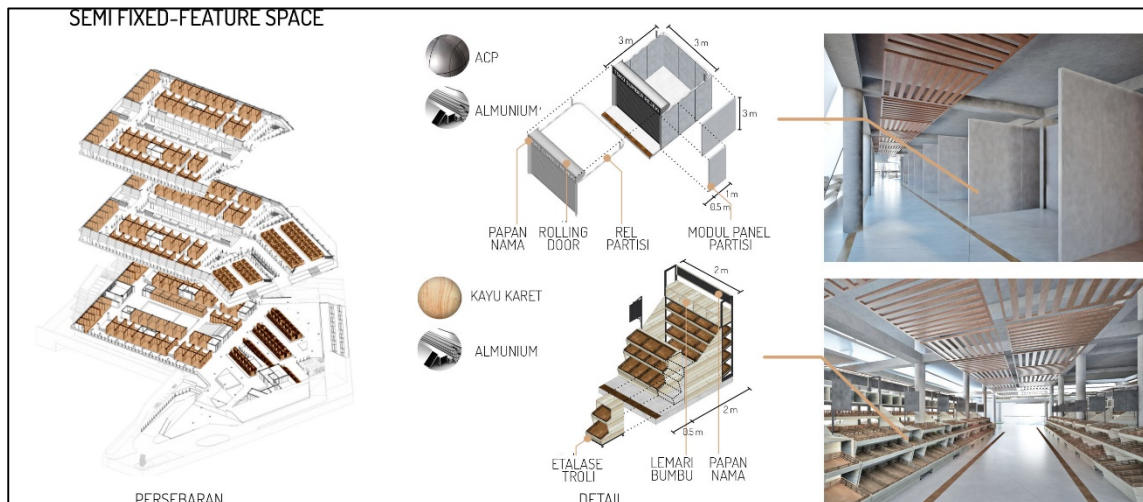 SEMI FIXED-FEATURE SPACE
ACP
ALMUNIUM
3 m
3 m
3 m
1 m
0.5 m
PAPAN
NAMA
ROLLING
DOOR
REL
PARTISI
MODUL PANEL
PARTISI
KAYU KARET
ALMUNIUM
2 m
2 m
0.5 m
ETALASE
TROLI
LEMARI
BUMBU
PAPAN
NAMA
PERSEBARAN
DETAIL